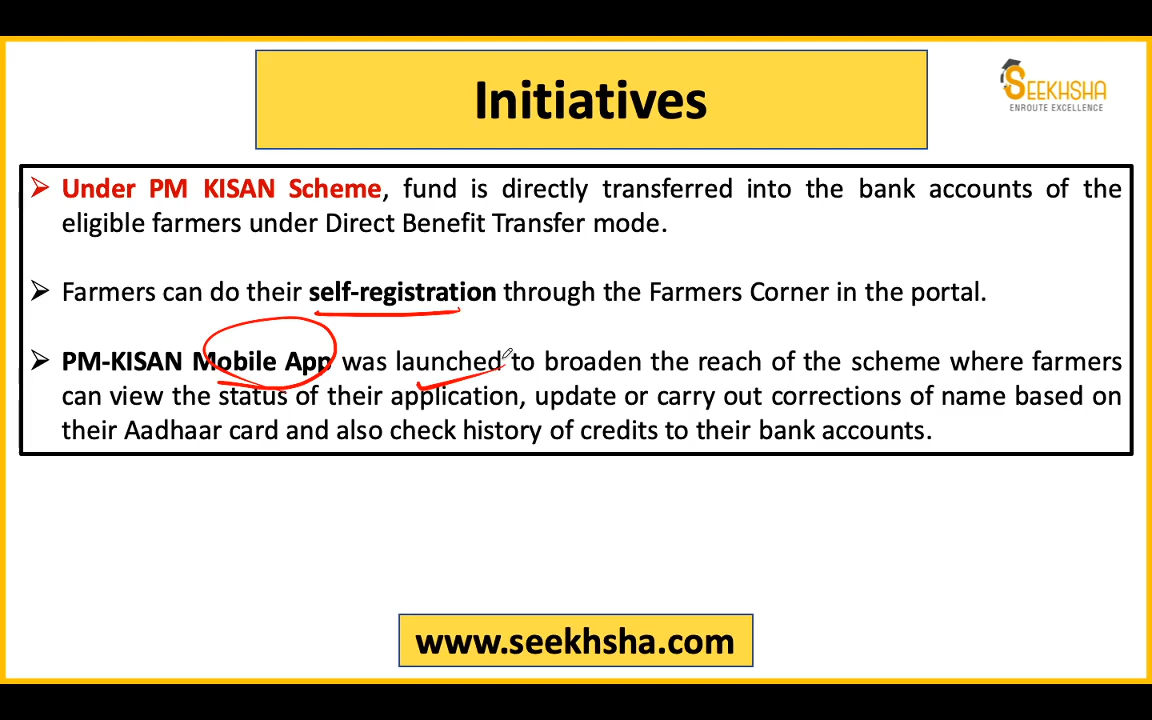 Initiatives
SEEKHSHA
ENROUTE EXCELLENCE
➢ Under PM KISAN Scheme, fund is directly transferred into the bank accounts of the
eligible farmers under Direct Benefit Transfer mode.
➢ Farmers can do their self-registration through the Farmers Corner in the portal.
➢ PM-KISAN Mobile App was launched to broaden the reach of the scheme where farmers
can view the status of their application, update or carry out corrections of name based on
their Aadhaar card and also check history of credits to their bank accounts.
www.seekhsha.com